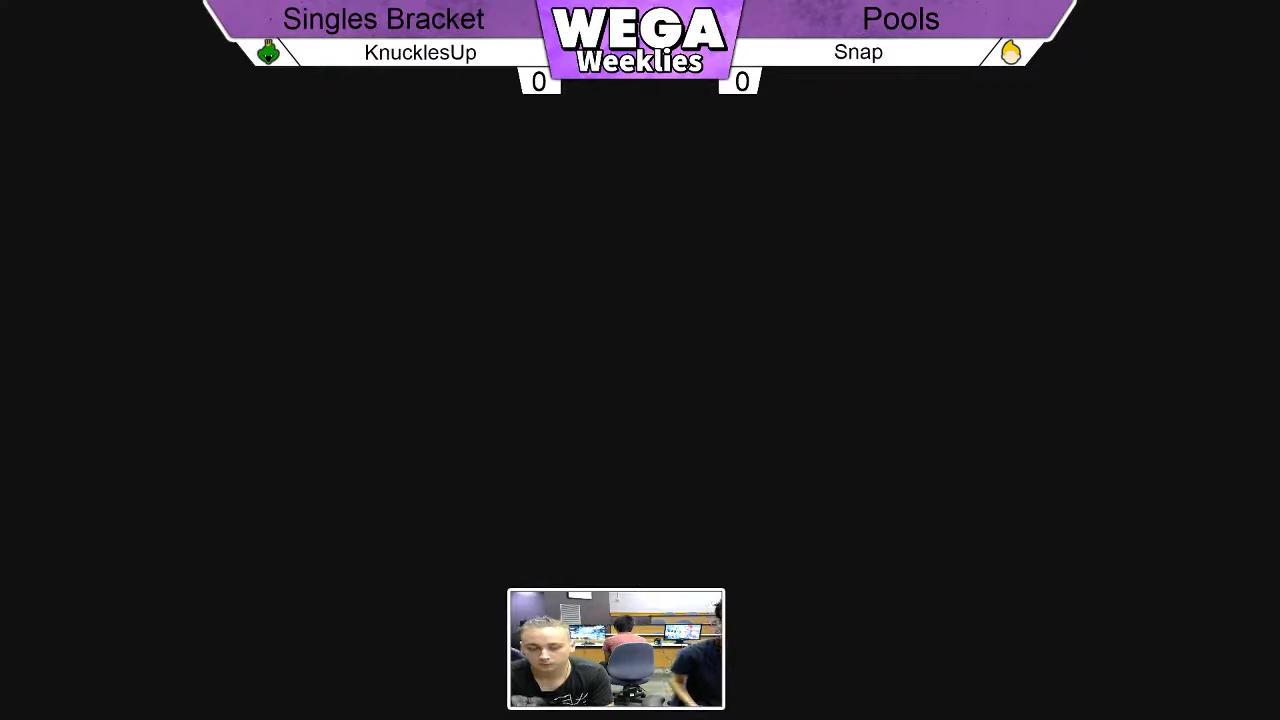 Singles Bracket
WEGA
Weeklies
Pools
KnucklesUp
Snap
0
0